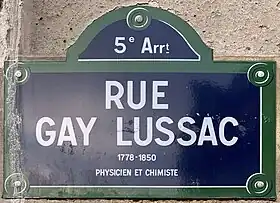 5e Arrt
RUE
GAY LUSSAC
1778-1850
PHYSICIEN ET CHIMISTE